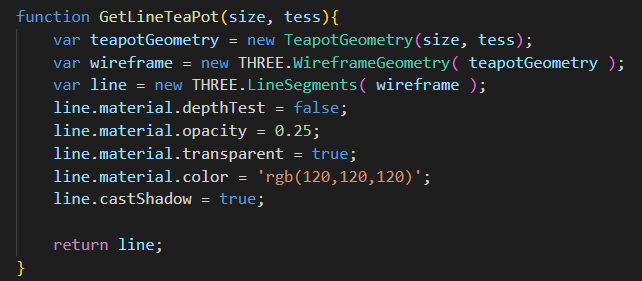 function GetLineTeaPot(size, tess){
    var teapotGeometry = new TeapotGeometry(size, tess);
    var wireframe = new THREE.WireframeGeometry( teapotGeometry );
    var line = new THREE.LineSegments( wireframe );
    line.material.depthTest = false;
    line.material.opacity = 0.25;
    line.material.transparent = true;
    line.material.color = 'rgb(120,120,120)';
    line.castShadow = true;

    return line;
}